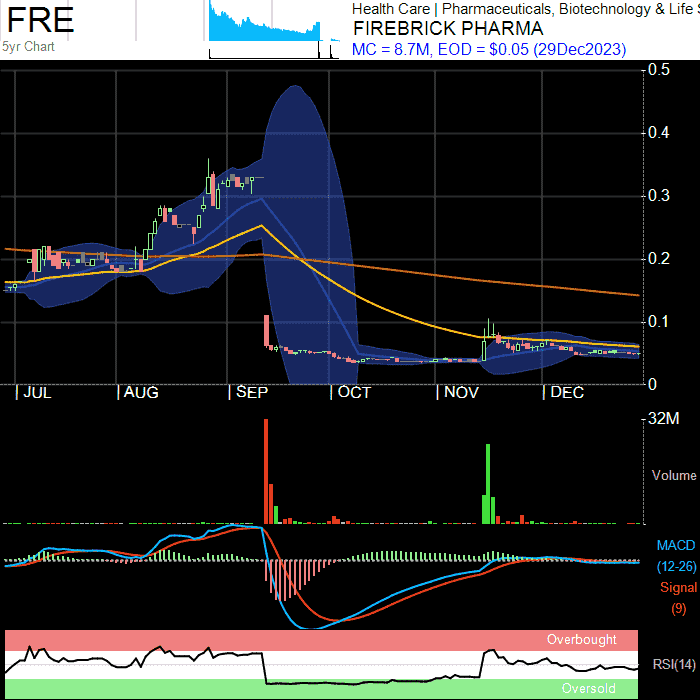 FRE
5yr Chart
Health Care | Pharmaceuticals, Biotechnology & Life S
FIREBRICK PHARMA
MC = 8.7M, EOD = $0.05 (29Dec2023)
0.5
0.4
0.3
0.2
0.1
0
JUL AUG SEP OCT NOV DEC
32M
Volume
MACD
(12-26)
Signal
(9)
Overbought
RSI(14)
Oversold